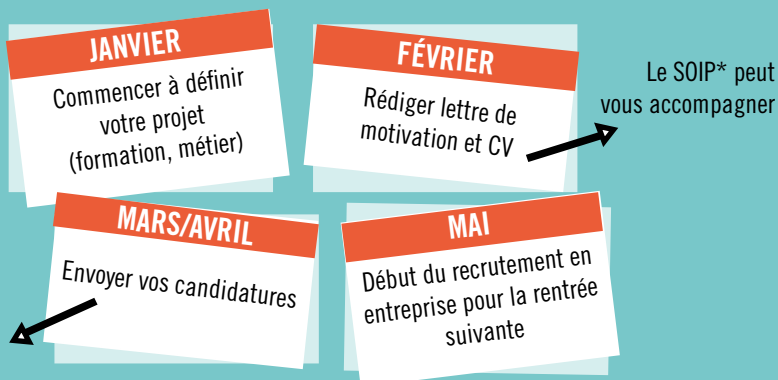 JANVIER
Commencer à définir
votre projet
(formation, métier)
FÉVRIER
Rédiger lettre de
motivation et CV
Le SOIP* peut
vous accompagner
MARS/AVRIL
Envoyer vos candidatures
MAI
Début du recrutement en
entreprise pour la rentrée
suivante